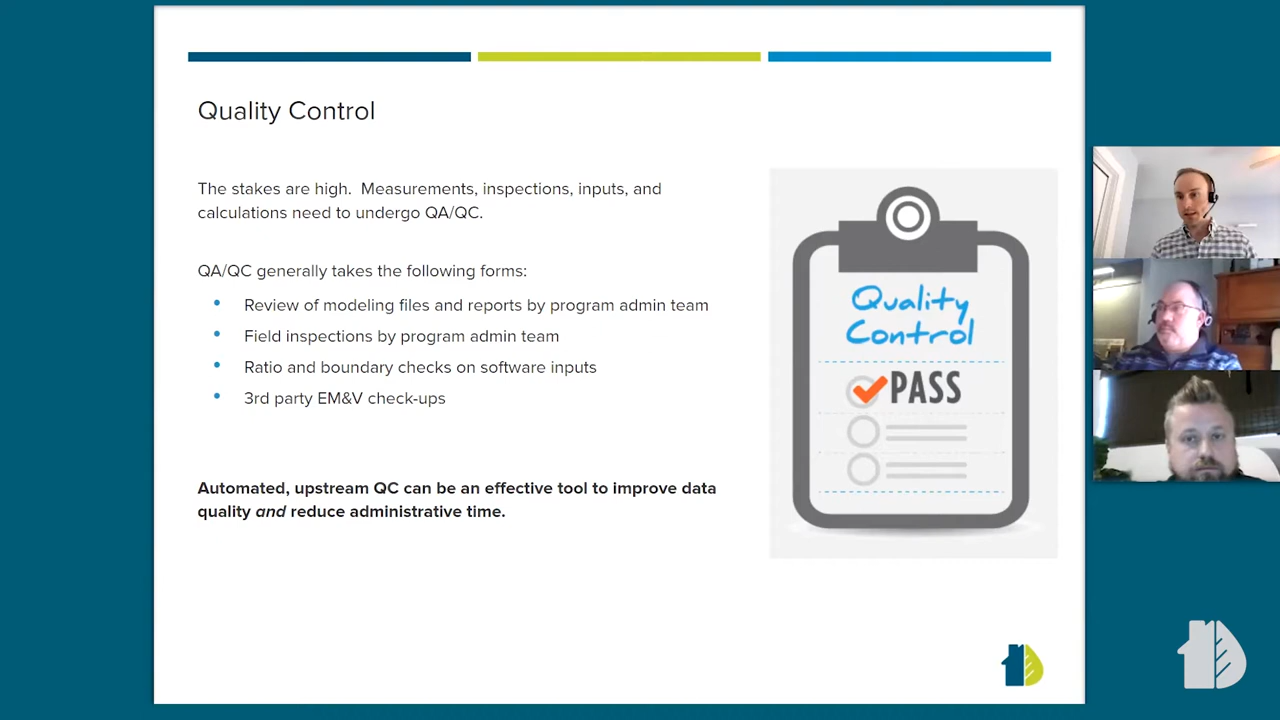 Quality Control
The stakes are high.  Measurements, inspections, inputs, and
calculations need to undergo QA/QC.
QA/QC generally takes the following forms:
• Review of modeling files and reports by program admin team
• Field inspections by program admin team
• Ratio and boundary checks on software inputs
• 3rd party EM&V check-ups
Automated, upstream QC can be an effective tool to improve data
quality and reduce administrative time.
Quality
Control
PASS